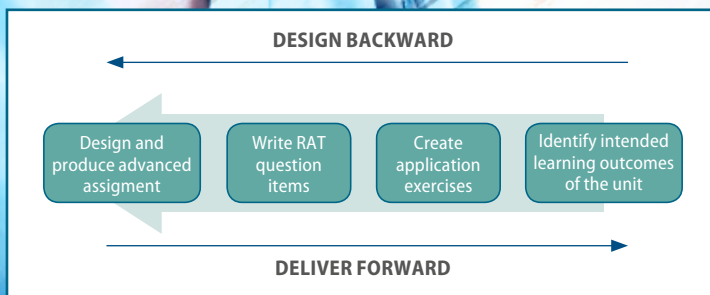 DESIGN BACKWARD
Design and
produce advanced
assigment
Write RAT
question
items
Create
application
exercises
Identify intended
learning outcomes
of the unit
DELIVER FORWARD